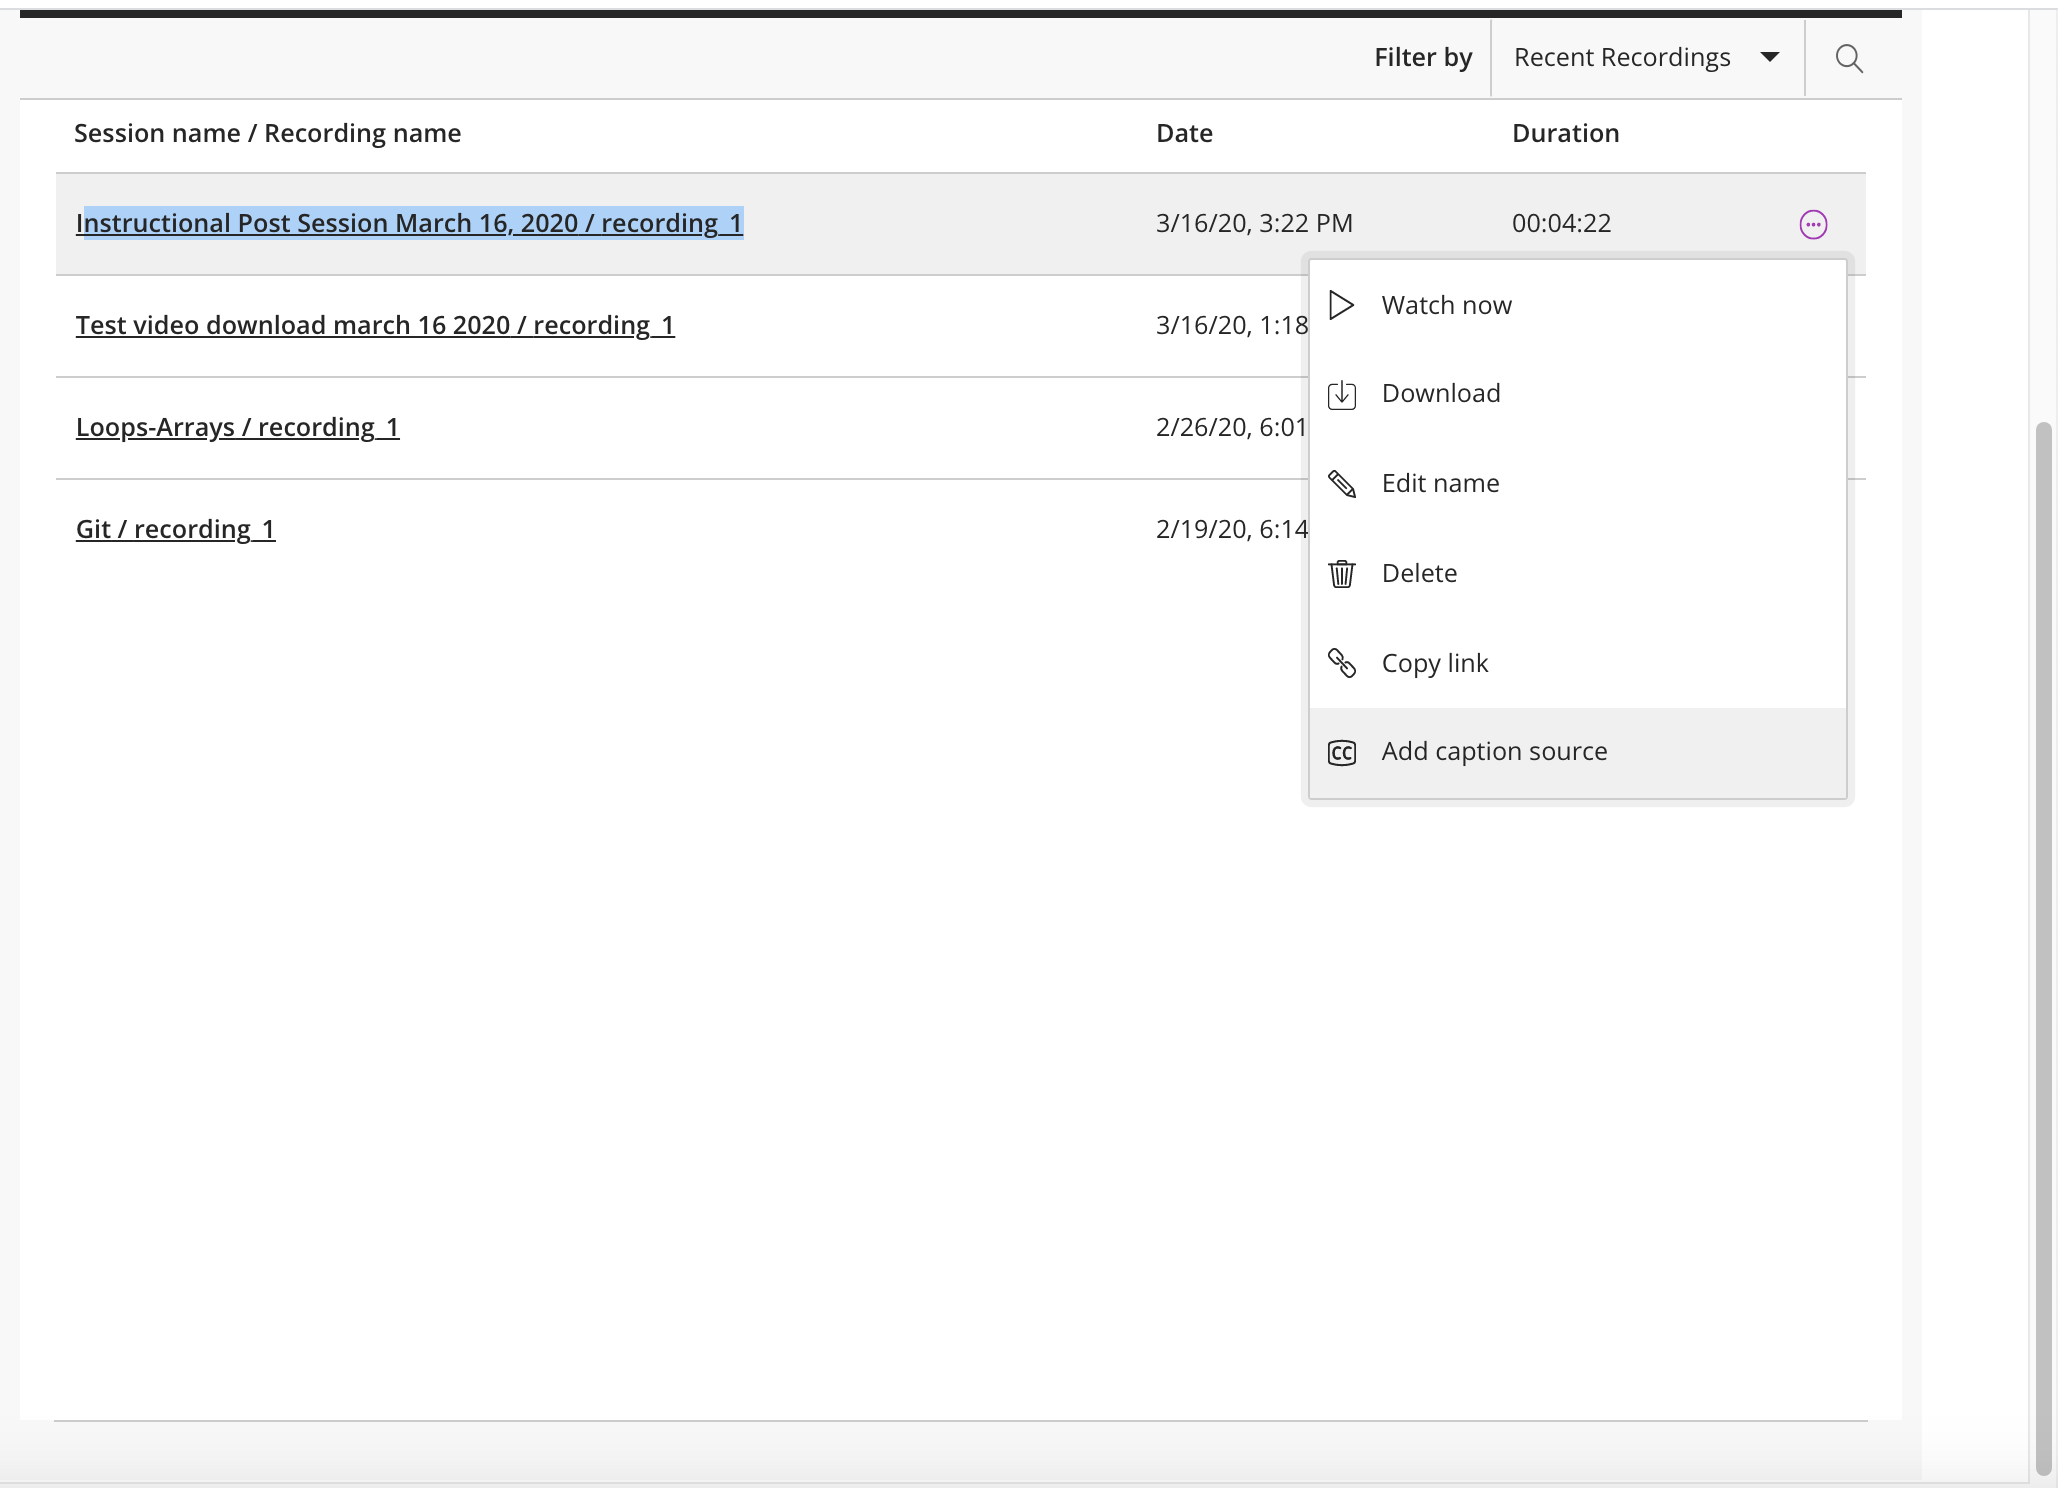 Filter by Recent Recordings
Session name / Recording name Date Duration
Instructional Post Session March 16, 2020 / recording_1 3/16/20, 3:22 PM 00:04:22
Test video download march 16 2020 / recording_1 3/16/20, 1:18
Loops-Arrays / recording_1 2/26/20, 6:01
Git / recording_1 2/19/20, 6:14
Watch now
Download
Edit name
Delete
Copy link
CC Add caption source